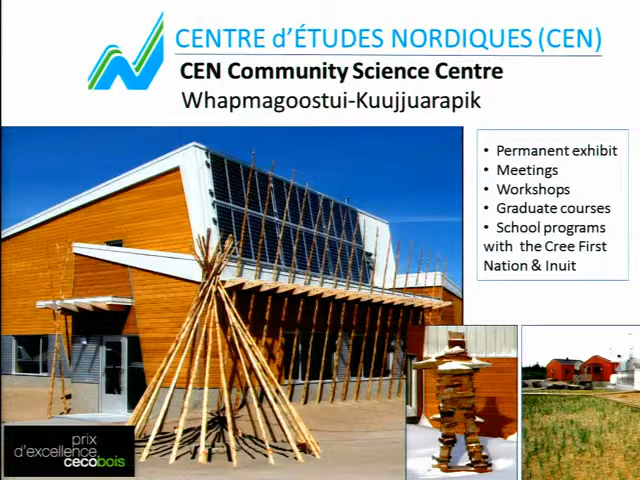 CENTRE d'ÉTUDES NORDIQUES (CEN)
CEN Community Science Centre
Whapmagoostui-Kuujjuarapik
• Permanent exhibit
• Meetings
• Workshops
• Graduate courses
• School programs
with the Cree First
Nation & Inuit
prix
d'excellence
cecobois